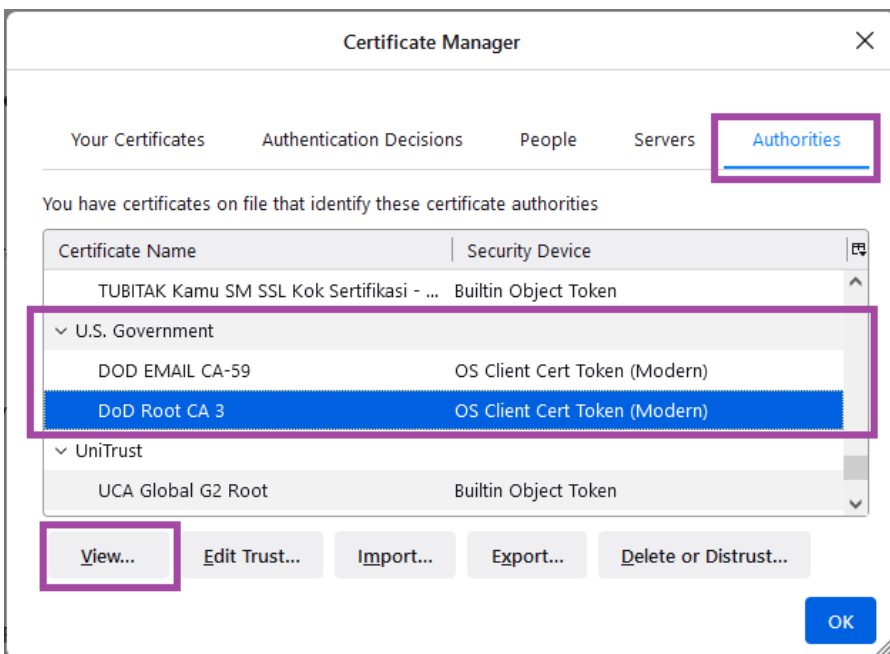 Certificate Manager
Your Certificates Authentication Decisions People Servers Authorities
You have certificates on file that identify these certificate authorities
Certificate Name Security Device
TUBITAK Kamu SM SSL Kok Sertifikasi - ... Builtin Object Token
U.S. Government
DOD EMAIL CA-59 OS Client Cert Token (Modern)
DoD Root CA 3 OS Client Cert Token (Modern)
UniTrust
UCA Global G2 Root Builtin Object Token
View... Edit Trust... Import... Export... Delete or Distrust...
OK